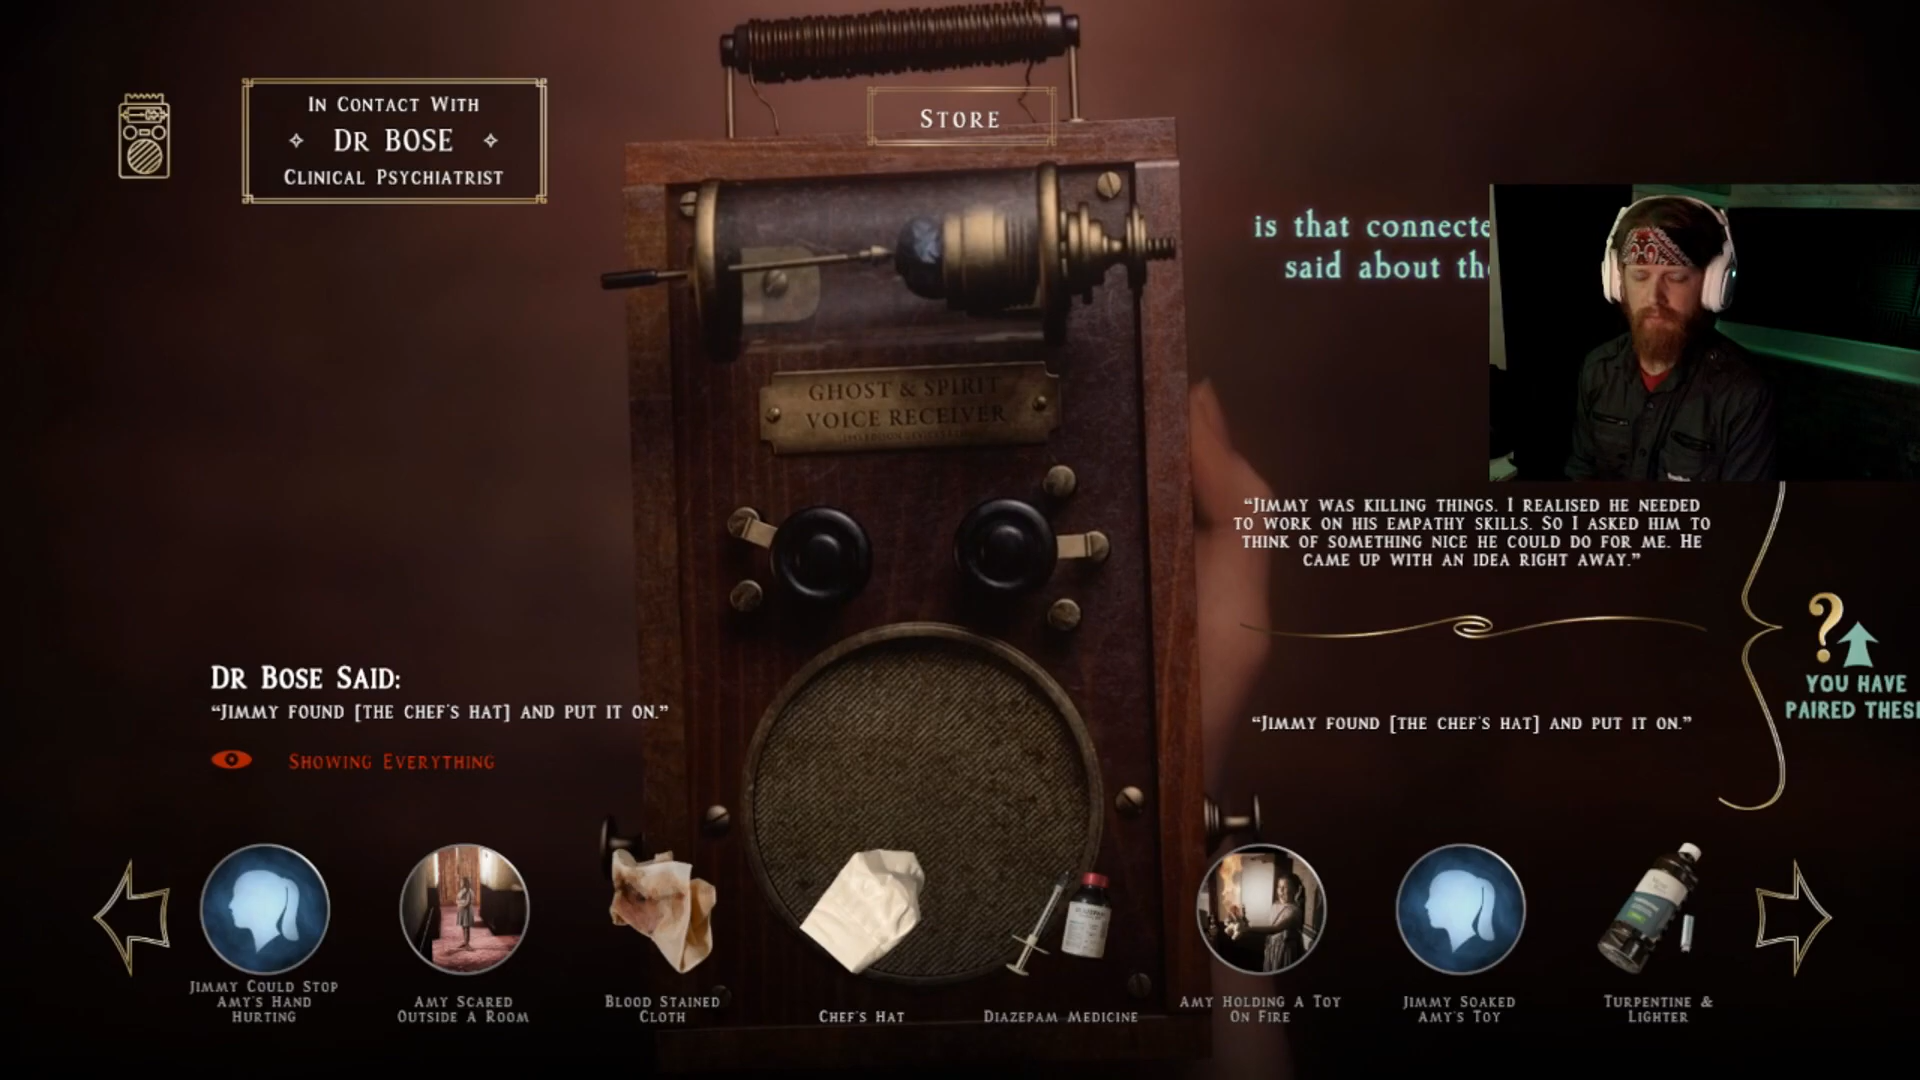 In Contact With
Dr BOSE
Clinical Psychiatrist
Store
is that connecte
said about th
GHOST & SPIRIT
VOICE RECEIVER
“Jimmy was killing things. I realised he needed
to work on his empathy skills. So I asked him to
think of something nice he could do for me. He
came up with an idea right away.”
?
YOU HAVE
PAIRED THES
“Jimmy found [the chef's hat] and put it on.”
Dr Bose Said:
“Jimmy found [the chef's hat] and put it on.”
Showing Everything
Jimmy Could Stop
Amy's Hand
Hurting
Amy Scared
Outside A Room
Blood Stained
Cloth
Chef's Hat
Diazepam Medicine
Amy Holding A Toy
On Fire
Jimmy Soaked
Amy's Toy
Turpentine &
Lighter